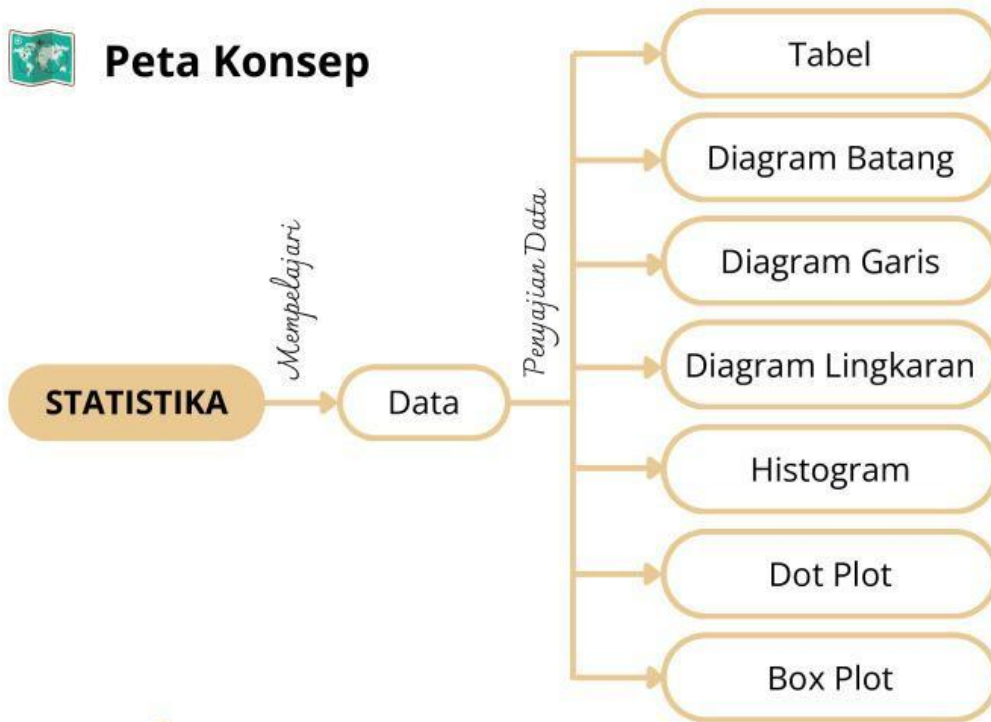 Peta Konsep
STATISTIKA
Mempelajari
Data
Penyajian Data
Tabel
Diagram Batang
Diagram Garis
Diagram Lingkaran
Histogram
Dot Plot
Box Plot